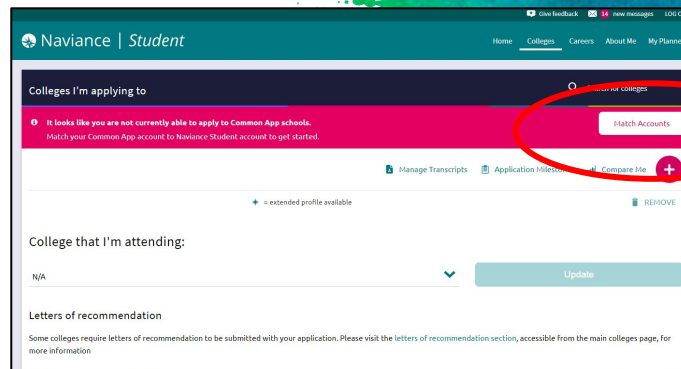 Give feedback 14 new messages LOG
Naviance | Student
Home Colleges Careers About Me My Planner
Colleges I'm applying to
for colleges
It looks like you are not currently able to apply to Common App schools.
Match your Common App account to Naviance Student account to get started.
Match Accounts
Manage Transcripts Application Milesto Compare Me +
+ = extended profile available
REMOVE
College that I'm attending:
N/A
Update
Letters of recommendation
Some colleges require letters of recommendation to be submitted with your application. Please visit the letters of recommendation section, accessible from the main colleges page, for
more information